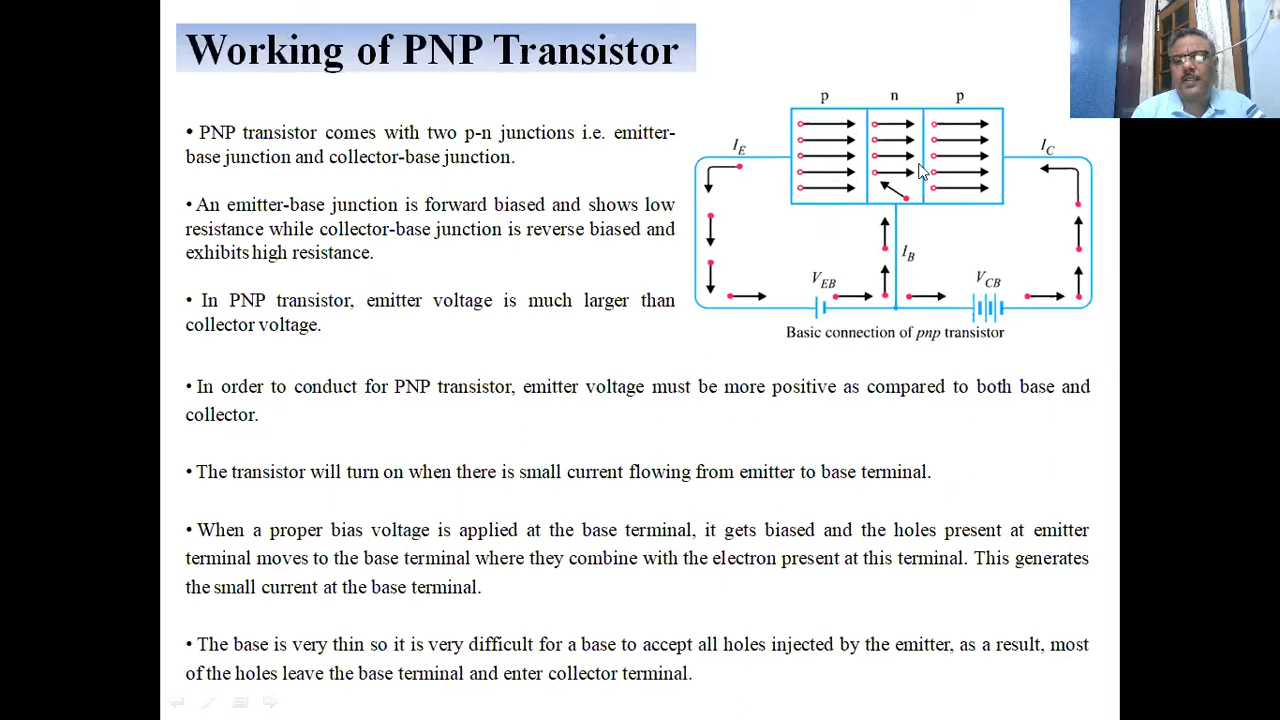 Working of PNP Transistor
• PNP transistor comes with two p-n junctions i.e. emitter-
base junction and collector-base junction.
• An emitter-base junction is forward biased and shows low
resistance while collector-base junction is reverse biased and
exhibits high resistance.
• In PNP transistor, emitter voltage is much larger than
collector voltage.
p n p
I_E
I_C
I_B
V_EB
V_CB
Basic connection of pnp transistor
• In order to conduct for PNP transistor, emitter voltage must be more positive as compared to both base and
collector.
• The transistor will turn on when there is small current flowing from emitter to base terminal.
• When a proper bias voltage is applied at the base terminal, it gets biased and the holes present at emitter
terminal moves to the base terminal where they combine with the electron present at this terminal. This generates
the small current at the base terminal.
• The base is very thin so it is very difficult for a base to accept all holes injected by the emitter, as a result, most
of the holes leave the base terminal and enter collector terminal.